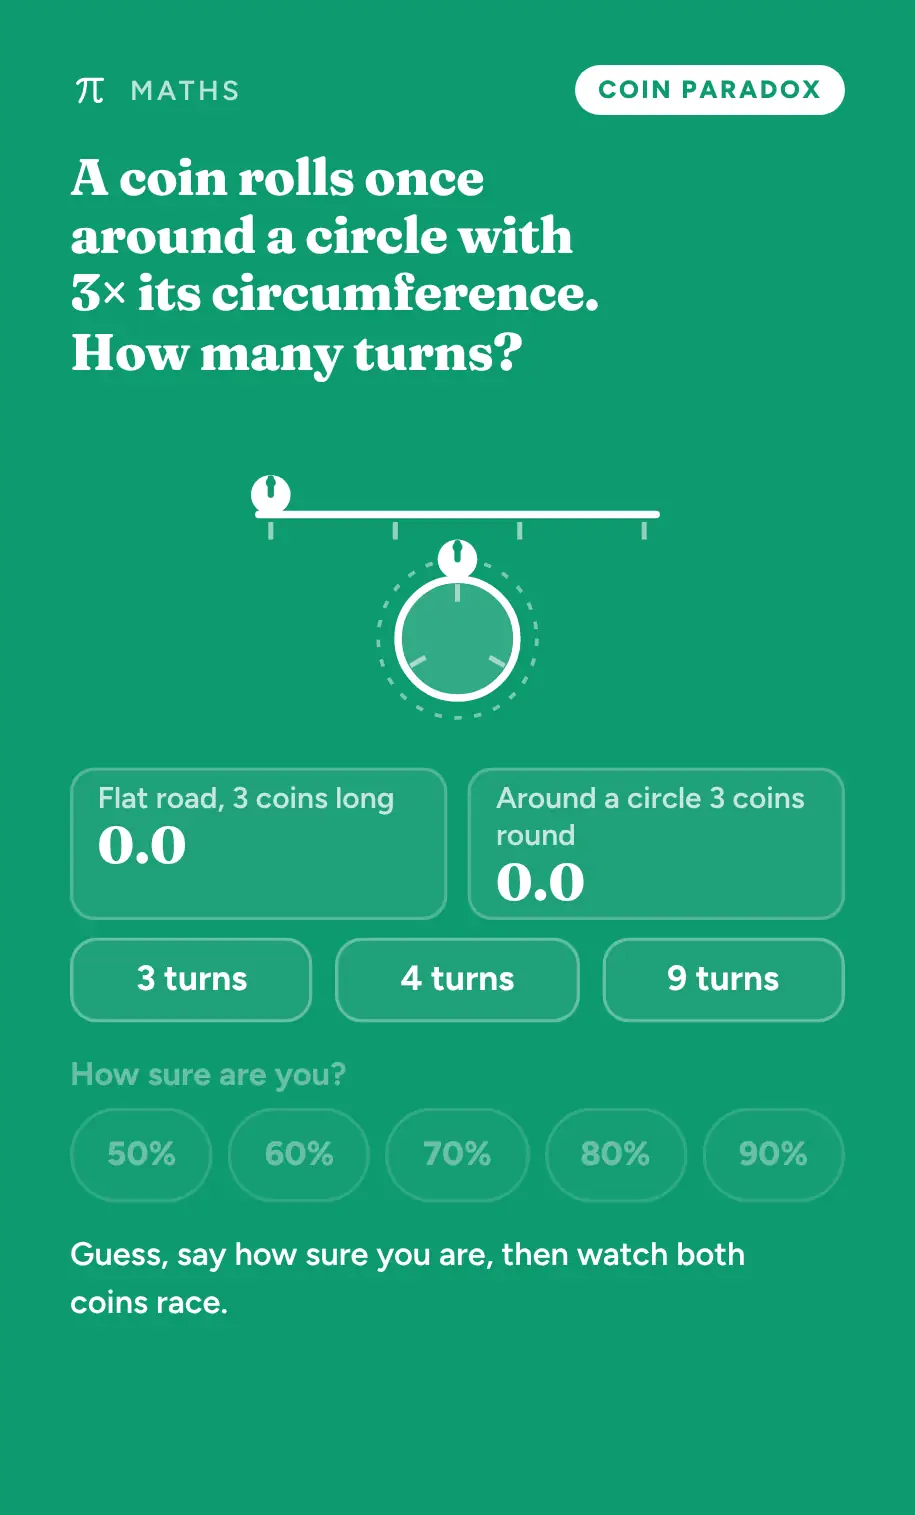 π MATHS
COIN PARADOX
A coin rolls once
around a circle with
3× its circumference.
How many turns?
Flat road, 3 coins long
0.0
Around a circle 3 coins
round
0.0
3 turns
4 turns
9 turns
How sure are you?
50%
60%
70%
80%
90%
Guess, say how sure you are, then watch both
coins race.